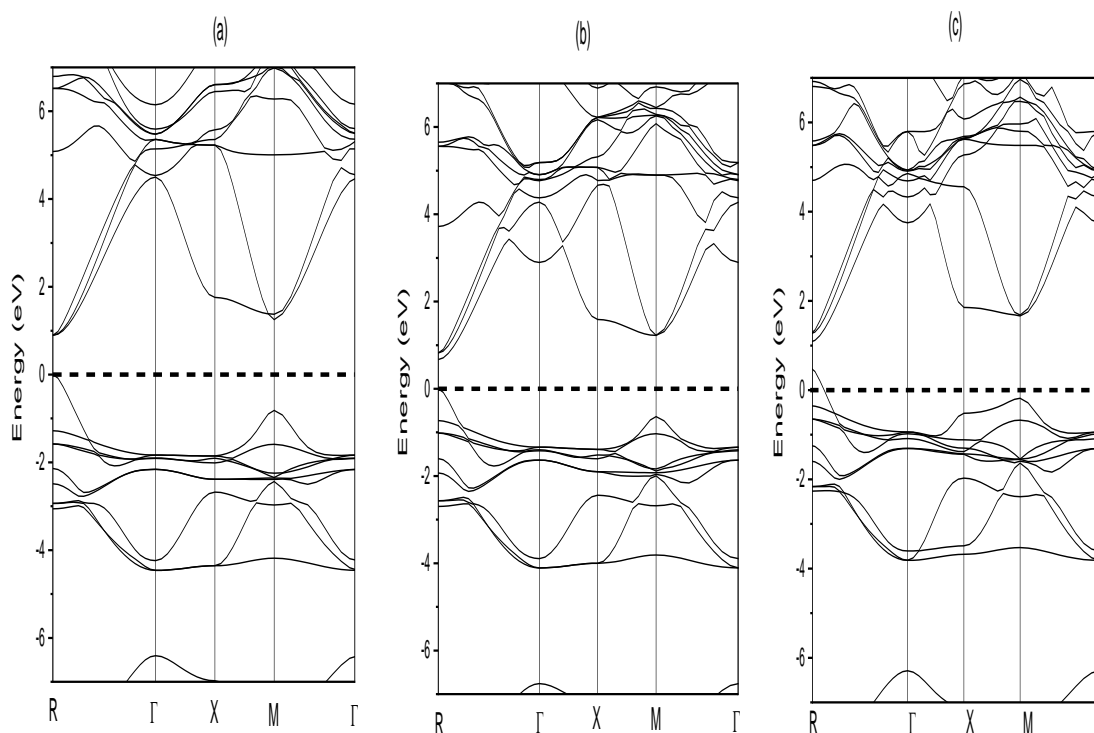 (a)
Energy (eV)
6
4
2
0
-2
-4
-6
R Γ X M Γ
(b)
Energy (eV)
6
4
2
0
-2
-4
-6
R Γ X M Γ
(c)
Energy (eV)
6
4
2
0
-2
-4
-6
R Γ X M